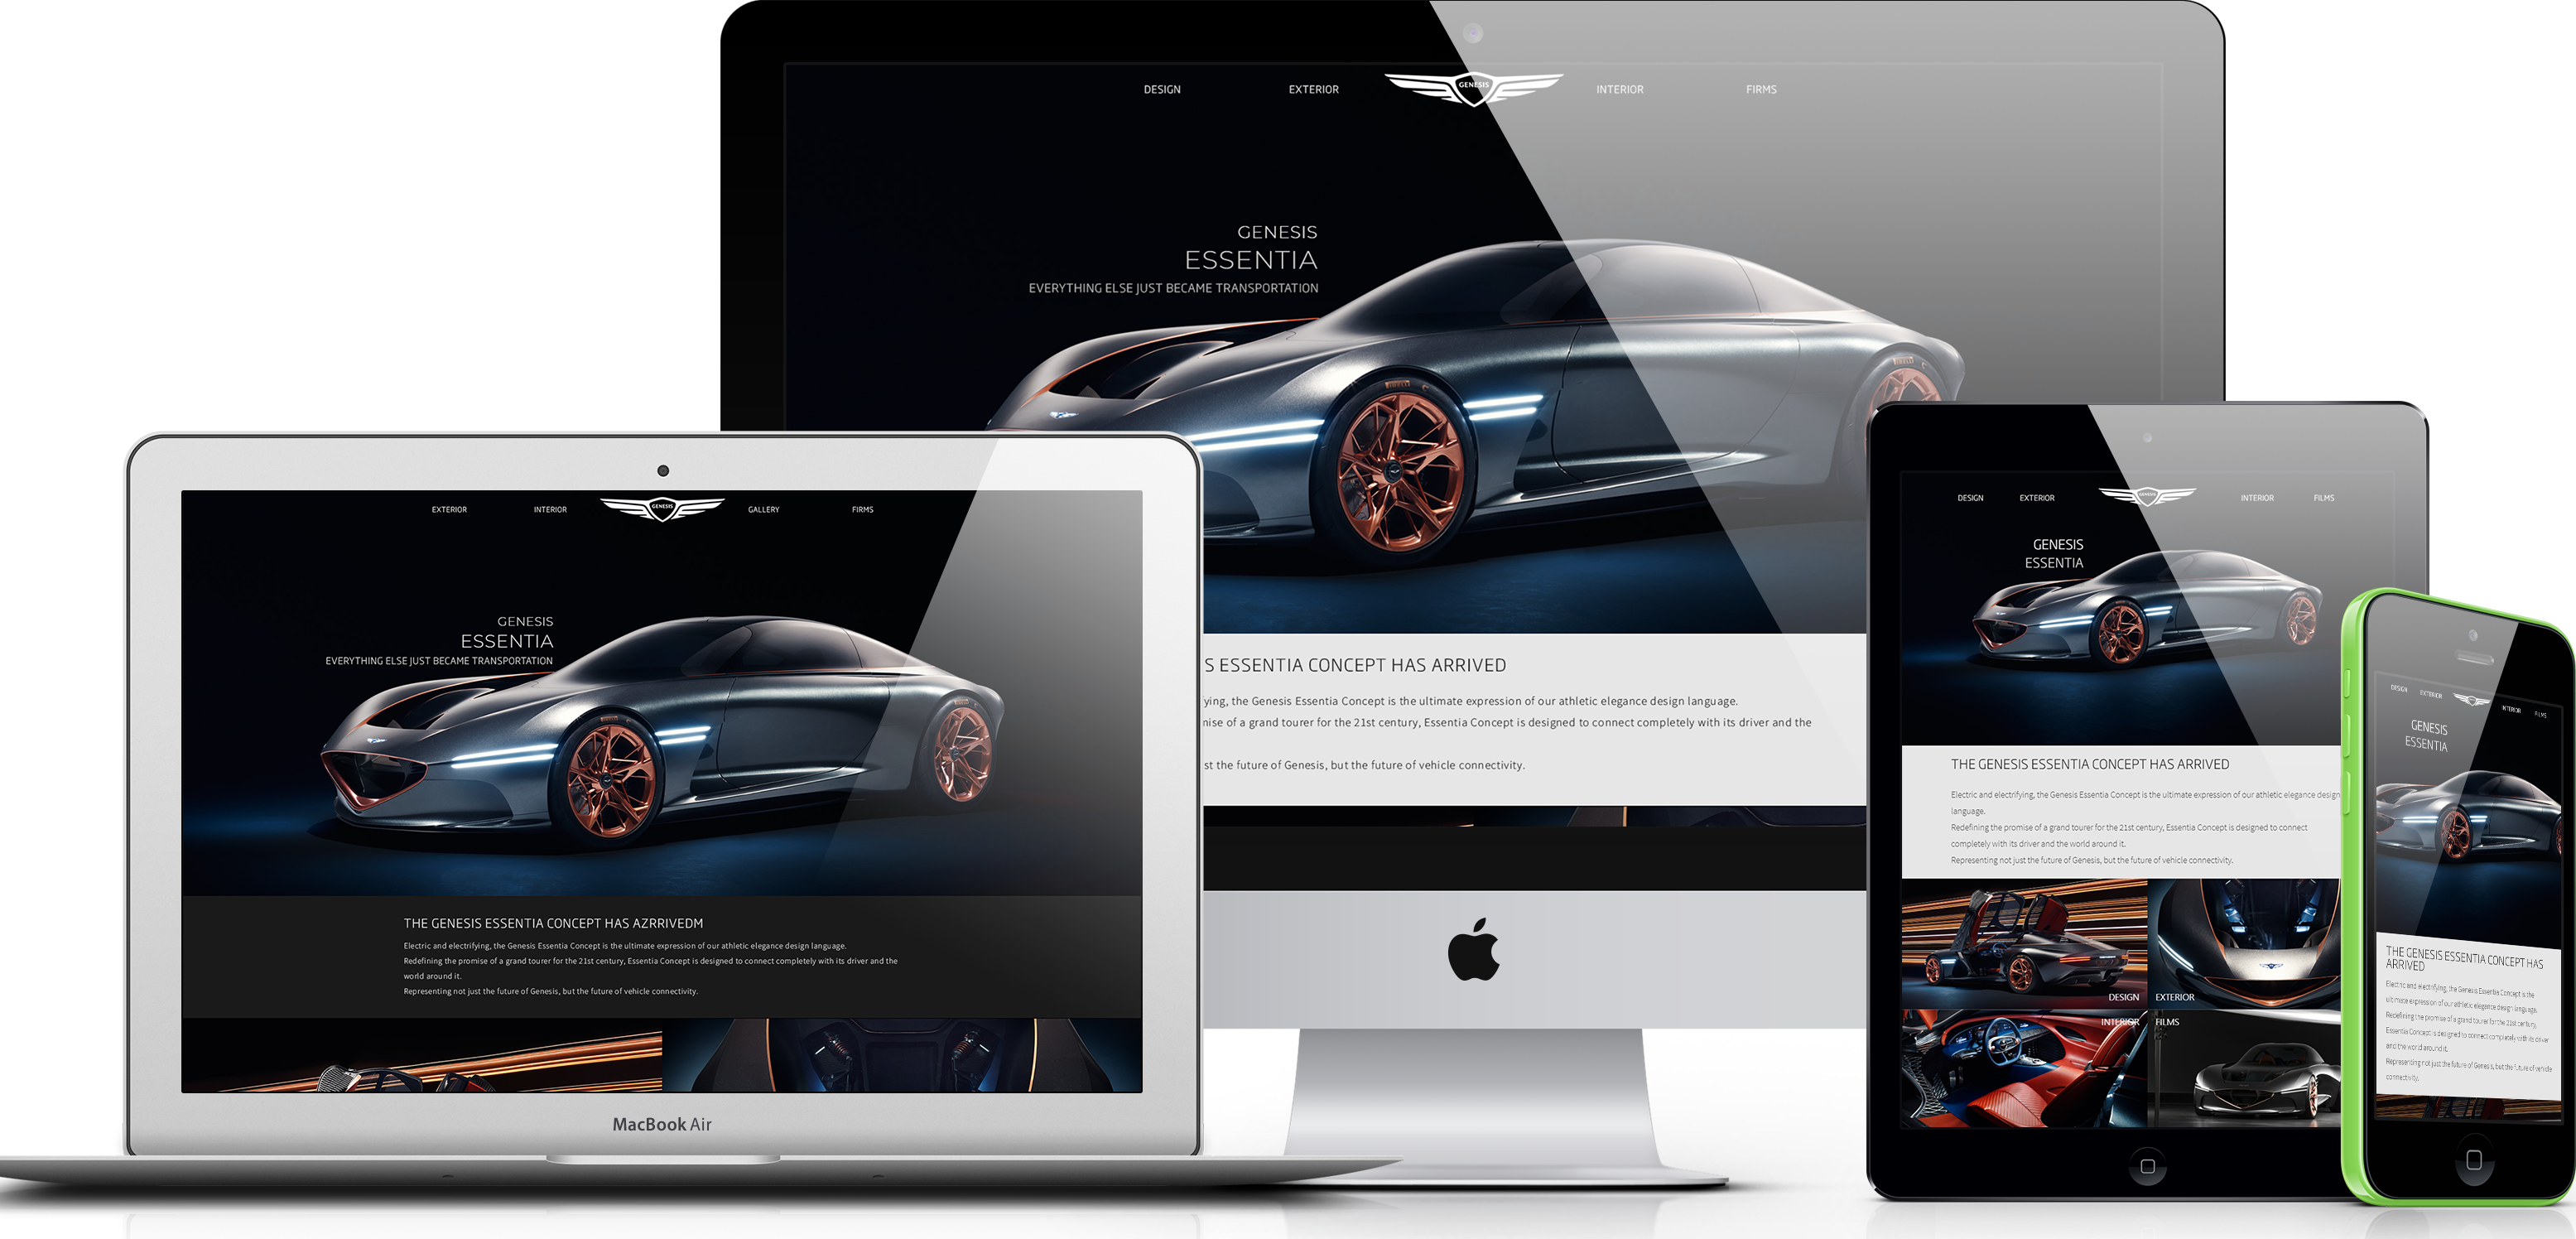 DESIGN
EXTERIOR
GENESIS
INTERIOR
FIRMS
GENESIS
ESSENTIA
EVERYTHING ELSE JUST BECAME TRANSPORTATION
S ESSENTIA CONCEPT HAS ARRIVED
ying, the Genesis Essentia Concept is the ultimate expression of our athletic elegance design language.
mise of a grand tourer for the 21st century, Essentia Concept is designed to connect completely with its driver and the
st the future of Genesis, but the future of vehicle connectivity.
EXTERIOR
INTERIOR
GENESIS
GALLERY
FIRMS
GENESIS
ESSENTIA
EVERYTHING ELSE JUST BECAME TRANSPORTATION
THE GENESIS ESSENTIA CONCEPT HAS AZRRIVEDM
Electric and electrifying, the Genesis Essentia Concept is the ultimate expression of our athletic elegance design language.
Redefining the promise of a grand tourer for the 21st century, Essentia Concept is designed to connect completely with its driver and the
world around it.
Representing not just the future of Genesis, but the future of vehicle connectivity.
MacBook Air
DESIGN
EXTERIOR
GENESIS
INTERIOR
FILMS
GENESIS
ESSENTIA
THE GENESIS ESSENTIA CONCEPT HAS ARRIVED
Electric and electrifying, the Genesis Essentia Concept is the ultimate expression of our athletic elegance design
language.
Redefining the promise of a grand tourer for the 21st century, Essentia Concept is designed to connect
completely with its driver and the world around it.
Representing not just the future of Genesis, but the future of vehicle connectivity.
DESIGN
EXTERIOR
INTERIOR
FILMS
DESIGN
EXTERIOR
INTERIOR
FILMS
GENESIS
ESSENTIA
THE GENESIS ESSENTIA CONCEPT HAS
ARRIVED
Electric and electrifying, the Genesis Essentia Concept is the
ultimate expression of our athletic elegance design language.
Redefining the promise of a grand tourer for the 21st century,
Essentia Concept is designed to connect completely with its driver
and the world around it.
Representing not just the future of Genesis, but the future of vehicle
connectivity.